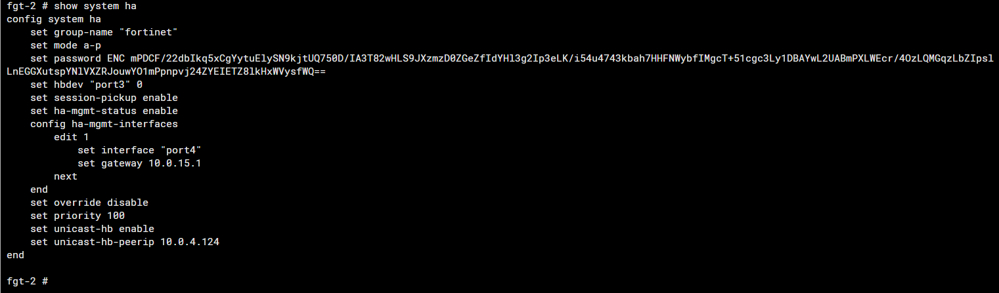 fgt-2 # show system ha
config system ha
    set group-name "fortinet"
    set mode a-p
    set password ENC mPDCF/22dbIkq5xCgYytuElySN9kjtUQ750D/IA3T82wHLS9JXzmzD0ZGeZfIdYHl3g2Ip3eLK/i54u4743kbah7HHFNWybfIMgcT+51cgc3Ly1DBAYwL2UABmPXLWEcr/4OzLQMGqzLbZIpsl
LnEGGXutspYNlVXZRJouwYO1mPpnpvj24ZYEIETZ8lkHxWVysfWQ==
    set hbdev "port3" 0
    set session-pickup enable
    set ha-mgmt-status enable
    config ha-mgmt-interfaces
        edit 1
            set interface "port4"
            set gateway 10.0.15.1
        next
    end
    set override disable
    set priority 100
    set unicast-hb enable
    set unicast-hb-peerip 10.0.4.124
end
fgt-2 #